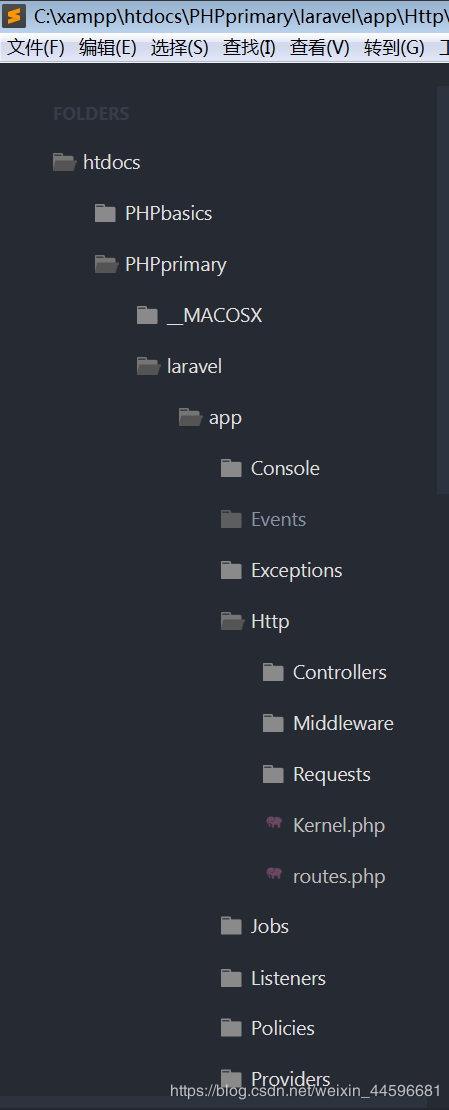 C:\xampp\htdocs\PHPprimary\laravel\app\Http\
文件(F) 编辑(E) 选择(S) 查找(I) 查看(V) 转到(G)
FOLDERS
htdocs
PHPbasics
PHPprimary
__MACOSX
laravel
app
Console
Events
Exceptions
Http
Controllers
Middleware
Requests
Kernel.php
routes.php
Jobs
Listeners
Policies
Providers
https://blog.csdn.net/weixin_44596681